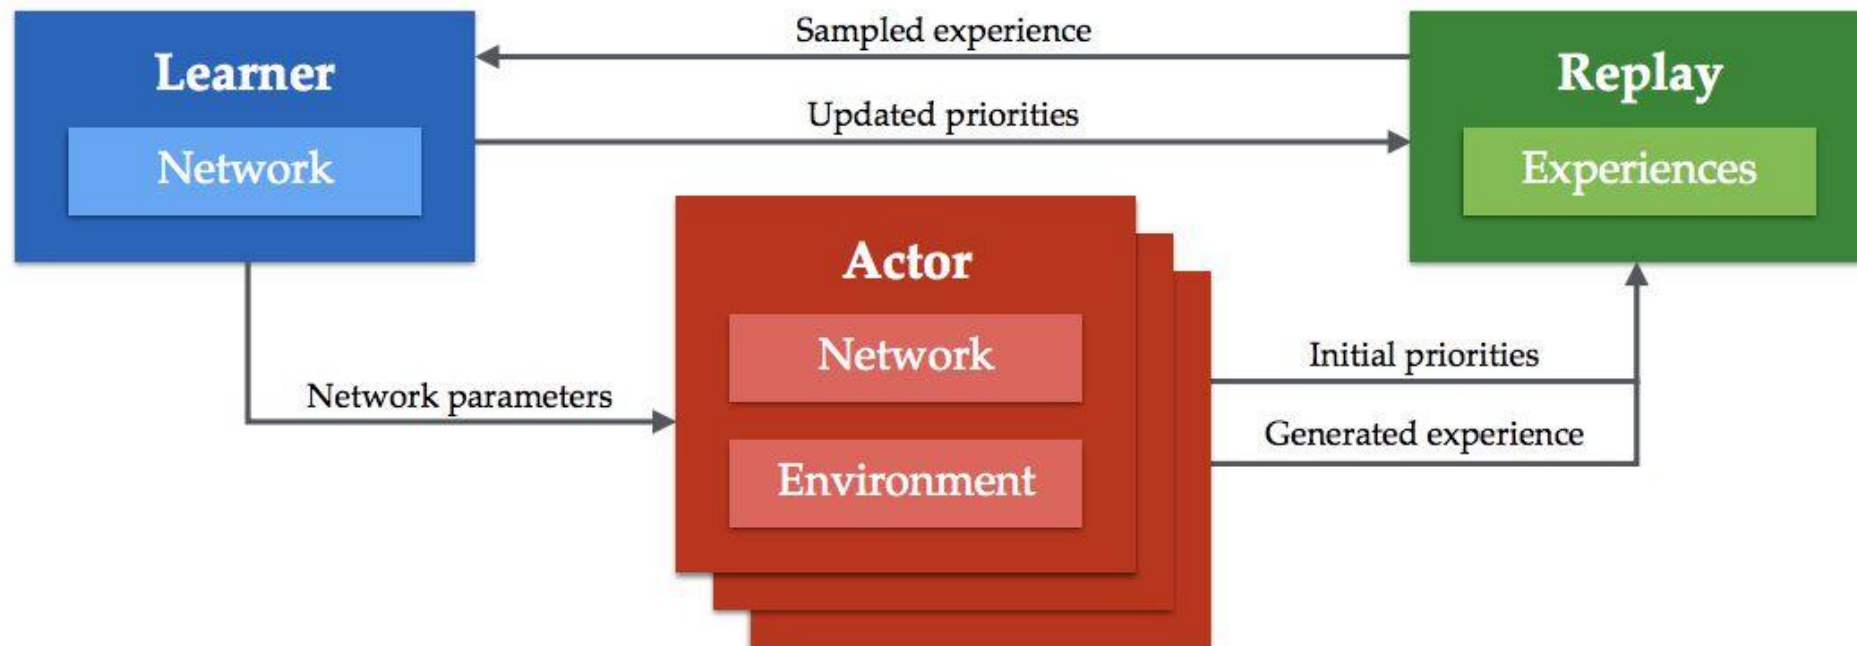 Sampled experience
Learner
Replay
Updated priorities
Network
Experiences
Actor
Network
Initial priorities
Network parameters
Generated experience
Environment